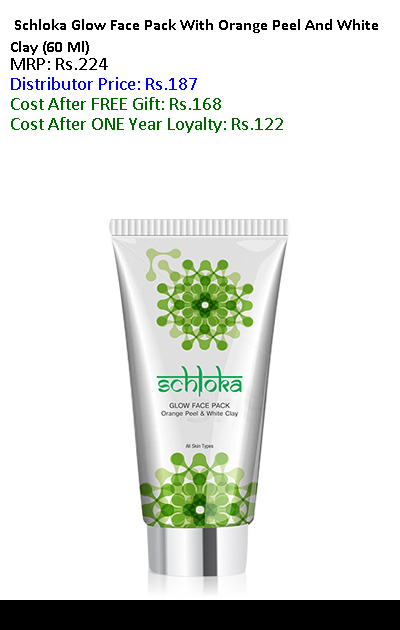 Schloka Glow Face Pack With Orange Peel And White
Clay (60 Ml)
MRP: Rs.224
Distributor Price: Rs.187
Cost After FREE Gift: Rs.168
Cost After ONE Year Loyalty: Rs.122
schloka
GLOW FACE PACK
Orange Peel & White Clay
All Skin Types